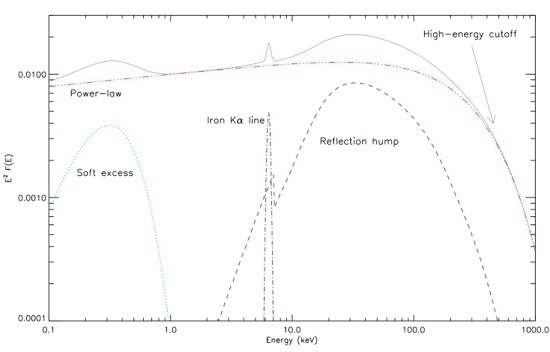 High-energy cutoff
0.0100
Power-law
Iron Kα line
Reflection hump
Soft excess
E² F(E)
0.0010
0.0001
0.1 1.0 10.0 100.0 1000.0
Energy (keV)